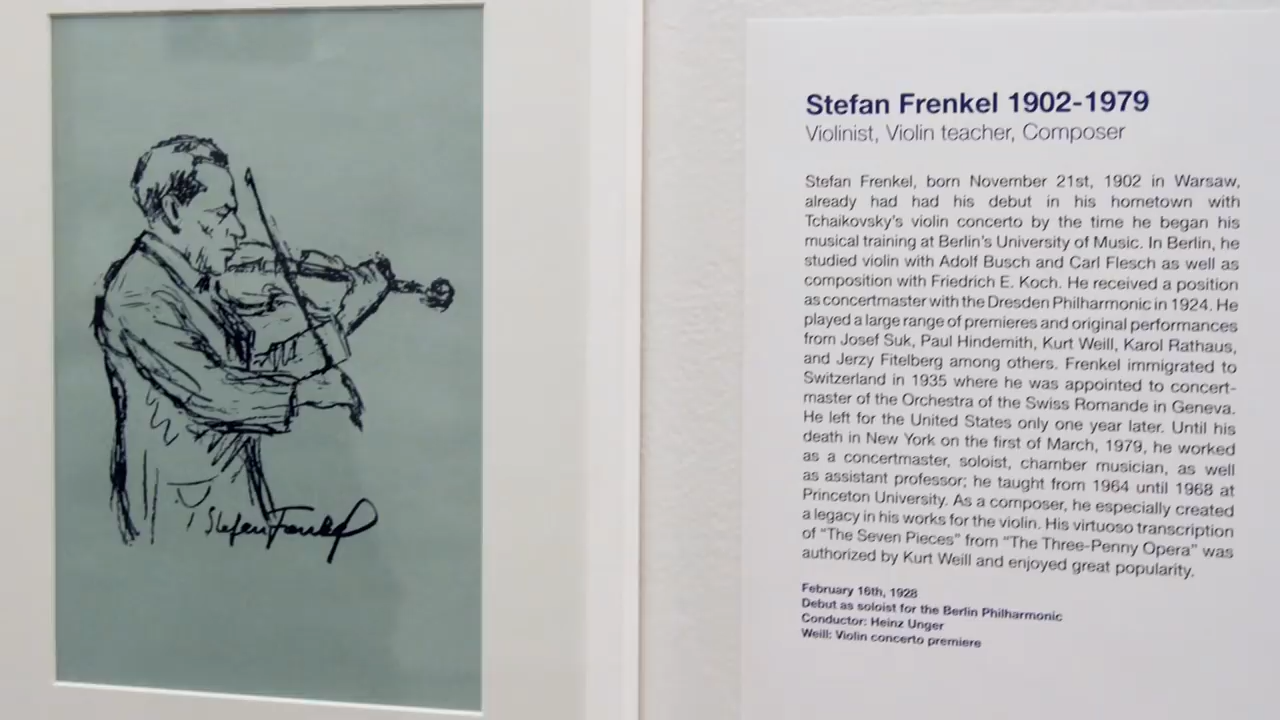 Stefan Frenkel
Stefan Frenkel 1902-1979
Violinist, Violin teacher, Composer
Stefan Frenkel, born November 21st, 1902 in Warsaw,
already had had his debut in his hometown with
Tchaikovsky's violin concerto by the time he began his
musical training at Berlin's University of Music. In Berlin, he
studied violin with Adolf Busch and Carl Flesch as well as
composition with Friedrich E. Koch. He received a position
as concertmaster with the Dresden Philharmonic in 1924. He
played a large range of premieres and original performances
from Josef Suk, Paul Hindemith, Kurt Weill, Karol Rathaus,
and Jerzy Fitelberg among others. Frenkel immigrated to
Switzerland in 1935 where he was appointed to concert-
master of the Orchestra of the Swiss Romande in Geneva.
He left for the United States only one year later. Until his
death in New York on the first of March, 1979, he worked
as a concertmaster, soloist, chamber musician, as well
as assistant professor; he taught from 1964 until 1968 at
Princeton University. As a composer, he especially created
a legacy in his works for the violin. His virtuoso transcription
of “The Seven Pieces” from “The Three-Penny Opera” was
authorized by Kurt Weill and enjoyed great popularity.
February 16th, 1928
Debut as soloist for the Berlin Philharmonic
Conductor: Heinz Unger
Weill: Violin concerto premiere